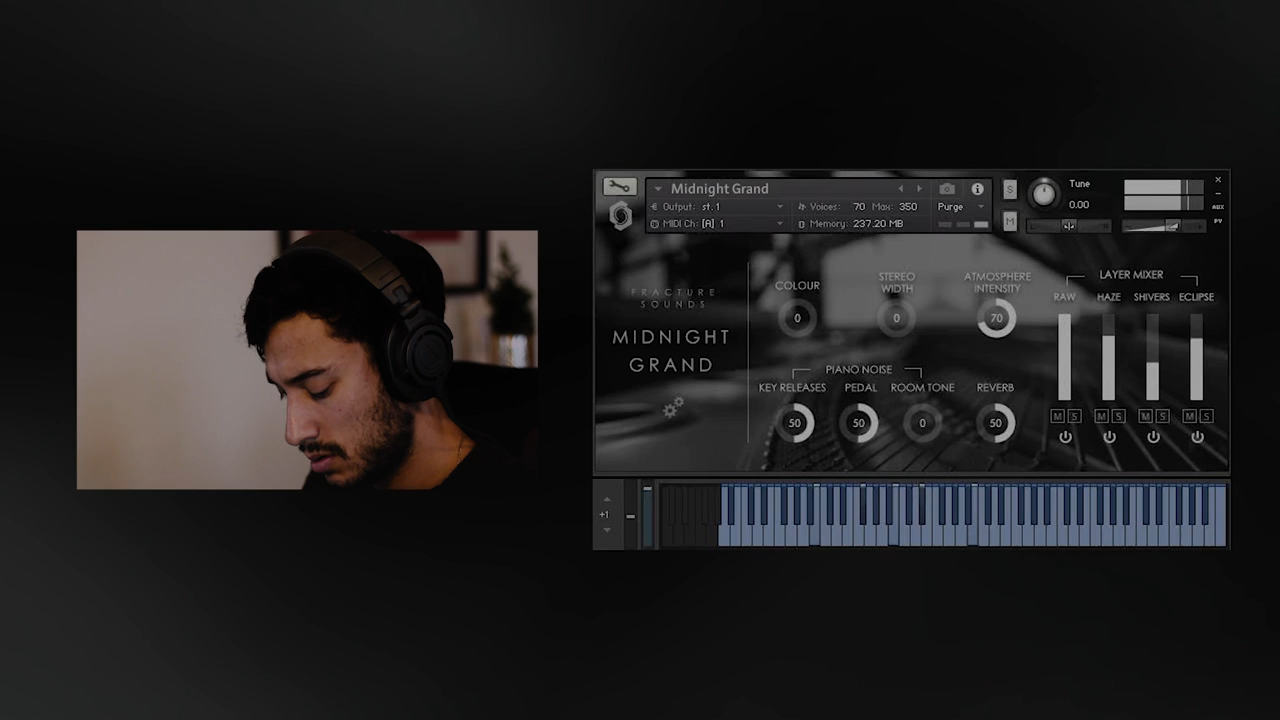 Midnight Grand
Output: st. 1
Voices: 70 Max: 350
Purge
MIDI Ch: [A] 1
Memory: 237.20 MB
S
M
Tune
0.00
AUX
PV
FRACTURE
SOUNDS
MIDNIGHT
GRAND
COLOUR
0
STEREO
WIDTH
0
ATMOSPHERE
INTENSITY
70
PIANO NOISE
KEY RELEASES
50
PEDAL
50
ROOM TONE
0
REVERB
50
LAYER MIXER
RAW HAZE SHIVERS ECLIPSE
M S M S M S M S
+1